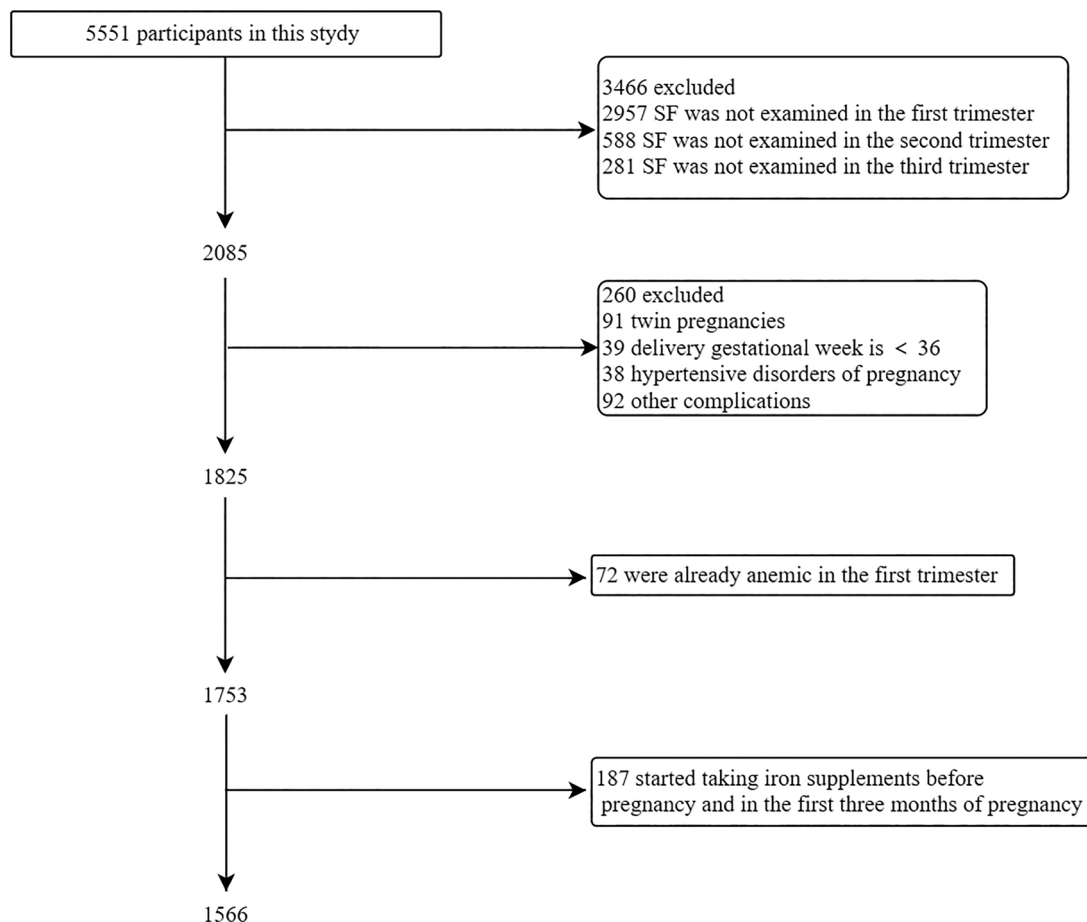 5551 participants in this stydy
3466 excluded
2957 SF was not examined in the first trimester
588 SF was not examined in the second trimester
281 SF was not examined in the third trimester
2085
260 excluded
91 twin pregnancies
39 delivery gestational week is < 36
38 hypertensive disorders of pregnancy
92 other complications
1825
72 were already anemic in the first trimester
1753
187 started taking iron supplements before
pregnancy and in the first three months of pregnancy
1566